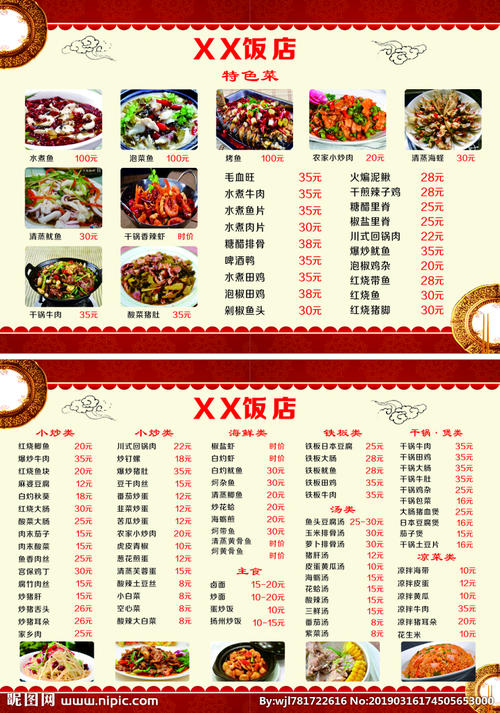 XX饭店
特色菜
水煮鱼 100元
泡菜鱼 100元
烤鱼 100元
农家小炒肉 20元
清蒸海蛏 30元
清蒸鱿鱼 30元
干锅香辣虾 时价
干锅牛肉 35元
酸菜猪肚 35元
毛血旺 35元
水煮牛肉 35元
水煮鱼片 35元
水煮肉片 30元
糖醋排骨 38元
啤酒鸭 35元
水煮田鸡 35元
泡椒田鸡 38元
剁椒鱼头 30元
火煸泥鳅 28元
干煎辣子鸡 28元
糖醋里脊 28元
椒盐里脊 28元
川式回锅肉 22元
爆炒鱿鱼 30元
泡椒鸡杂 20元
红烧带鱼 28元
红烧鱼 30元
红烧猪脚 30元
XX饭店
小炒类
红烧鲫鱼 20元
爆炒牛肉 35元
红烧鱼块 20元
麻婆豆腐 12元
白灼秋葵 18元
红烧大肠 30元
酸菜大肠 25元
肉末茄子 15元
肉末酸菜 15元
鱼香肉丝 25元
宫保鸡丁 30元
腐竹肉丝 15元
炒猪肝 15元
炒猪舌头 26元
炒猪耳朵 26元
家乡肉 25元
小炒类
川式回锅肉 22元
炒钉螺 18元
爆炒猪肚 35元
豆干肉丝 15元
番茄炒蛋 12元
韭菜炒蛋 12元
苦瓜炒蛋 12元
农家小炒肉 20元
虎皮青椒 10元
葱花煎蛋 12元
清蒸芙蓉蛋 15元
酸辣土豆丝 8元
小白菜 8元
空心菜 8元
酸辣大白菜 8元
海鲜类
椒盐虾 时价
白灼虾 时价
白灼鱿鱼 30元
焖杂鱼 30元
清蒸鲫鱼 20元
炒花蛤 20元
海蛎煎 20元
焖带鱼 30元
清蒸黄骨鱼
焖黄骨鱼 时价
主食
卤面 15-20元
炒面 10-20元
蛋炒饭 10元
扬州炒饭 10-15元
铁板类
铁板日本豆腐 25元
铁板大肠 28元
铁板鱿鱼 28元
铁板田鸡 35元
铁板牛肉 35元
汤类
鱼头豆腐汤 25-30元
玉米排骨汤 30元
萝卜排骨汤 30元
猪肝汤 12元
皮蛋黄瓜汤 12元
海蛎汤 15元
花蛤汤 15元
酸辣汤 15元
三鲜汤 15元
番茄汤 8元
紫菜汤 8元
干锅·煲类
干锅牛肉 35元
干锅田鸡 35元
干锅大肠 35元
干锅牛肚 35元
干锅鸡杂 25元
干锅包菜 16元
大肠猪血煲 25元
日本豆腐煲 25元
茄子煲 15元
干锅土豆片 16元
凉菜类
凉拌海带 10元
凉拌皮蛋 12元
凉拌黄瓜 10元
凉拌牛肉 35元
凉拌猪耳朵 20元
花生米 10元
昵图网 www.nipic.com
By:wjl781722616 No:20190316174505653000